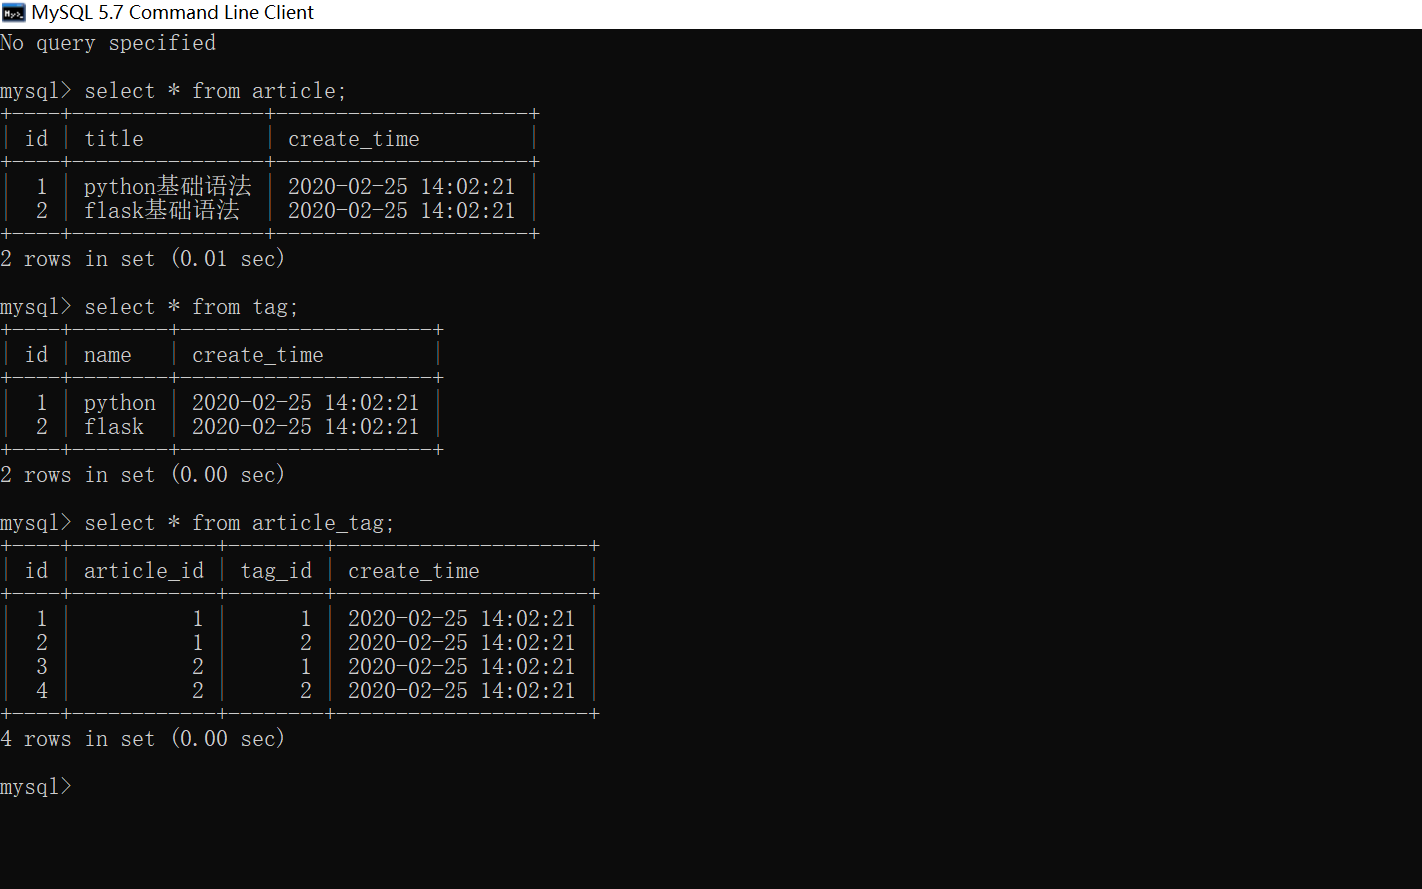 MySQL 5.7 Command Line Client
No query specified
mysql> select * from article;
+----+----------------+---------------------+
| id | title          | create_time         |
+----+----------------+---------------------+
|  1 | python基础语法 | 2020-02-25 14:02:21 |
|  2 | flask基础语法  | 2020-02-25 14:02:21 |
+----+----------------+---------------------+
2 rows in set (0.01 sec)
mysql> select * from tag;
+----+--------+---------------------+
| id | name   | create_time         |
+----+--------+---------------------+
|  1 | python | 2020-02-25 14:02:21 |
|  2 | flask  | 2020-02-25 14:02:21 |
+----+--------+---------------------+
2 rows in set (0.00 sec)
mysql> select * from article_tag;
+----+------------+--------+---------------------+
| id | article_id | tag_id | create_time         |
+----+------------+--------+---------------------+
|  1 |          1 |      1 | 2020-02-25 14:02:21 |
|  2 |          1 |      2 | 2020-02-25 14:02:21 |
|  3 |          2 |      1 | 2020-02-25 14:02:21 |
|  4 |          2 |      2 | 2020-02-25 14:02:21 |
+----+------------+--------+---------------------+
4 rows in set (0.00 sec)
mysql>